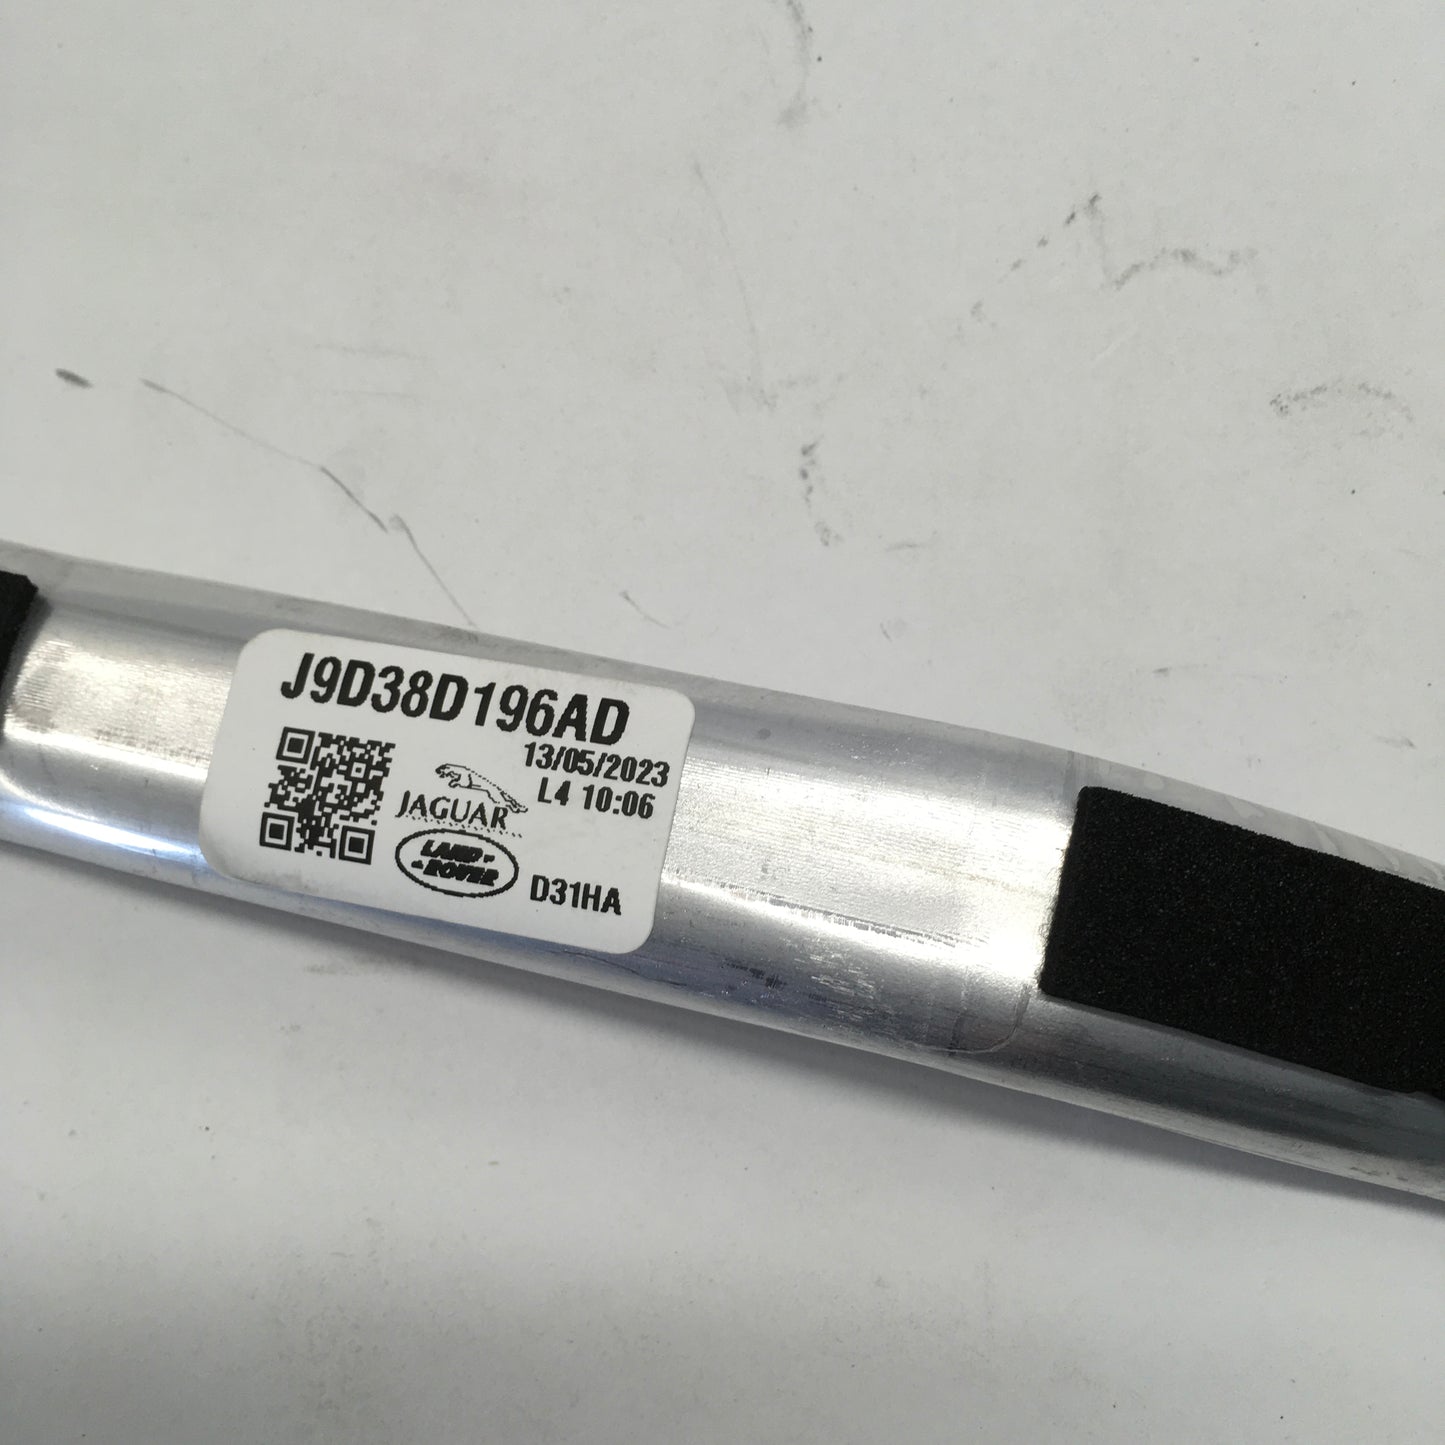 J9D38D196AD
13/05/2023
L4 10:06
JAGUAR
LAND
ROVER
D31HA